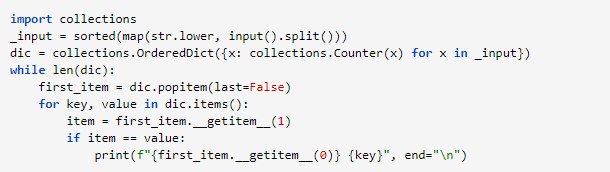 import collections
_input = sorted(map(str.lower, input().split()))
dic = collections.OrderedDict({x: collections.Counter(x) for x in _input})
while len(dic):
    first_item = dic.popitem(last=False)
    for key, value in dic.items():
        item = first_item.__getitem__(1)
        if item == value:
            print(f"{first_item.__getitem__(0)} {key}", end="\n")